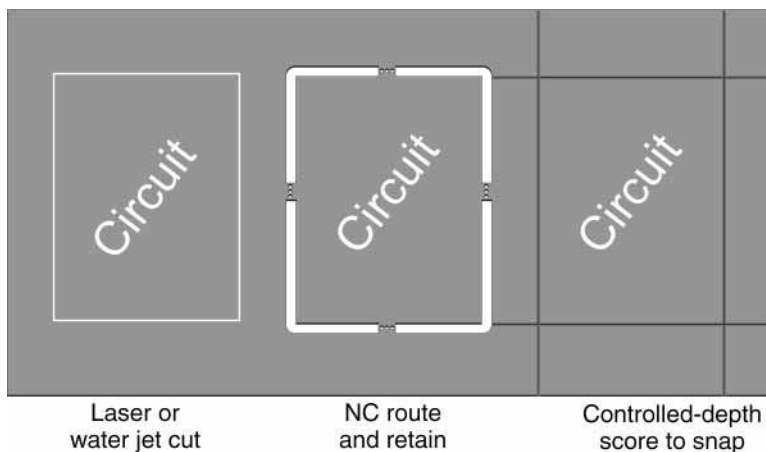 Circuit
Circuit
Circuit
Laser or
water jet cut
NC route
and retain
Controlled-depth
score to snap